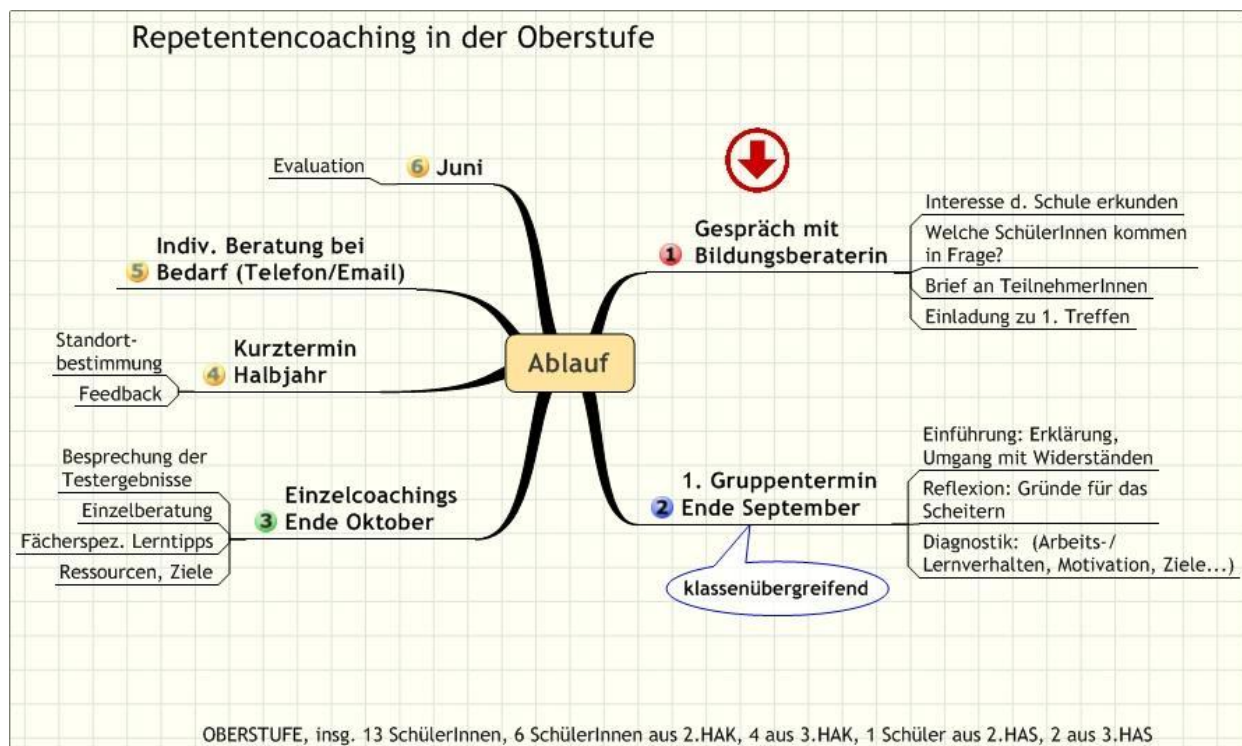 Repetentencoaching in der Oberstufe
Ablauf
1 Gespräch mit
Bildungsberaterin
Interesse d. Schule erkunden
Welche SchülerInnen kommen
in Frage?
Brief an TeilnehmerInnen
Einladung zu 1. Treffen
2 1. Gruppentermin
Ende September
klassenübergreifend
Einführung: Erklärung,
Umgang mit Widerständen
Reflexion: Gründe für das
Scheitern
Diagnostik:  (Arbeits-/
Lernverhalten, Motivation, Ziele...)
3 Einzelcoachings
Ende Oktober
Besprechung der
Testergebnisse
Einzelberatung
Fächerspez. Lerntipps
Ressourcen, Ziele
4 Kurztermin
Halbjahr
Standort-
bestimmung
Feedback
5 Indiv. Beratung bei
Bedarf (Telefon/Email)
6 Juni
Evaluation
OBERSTUFE, insg. 13 SchülerInnen, 6 SchülerInnen aus 2.HAK, 4 aus 3.HAK, 1 Schüler aus 2.HAS, 2 aus 3.HAS